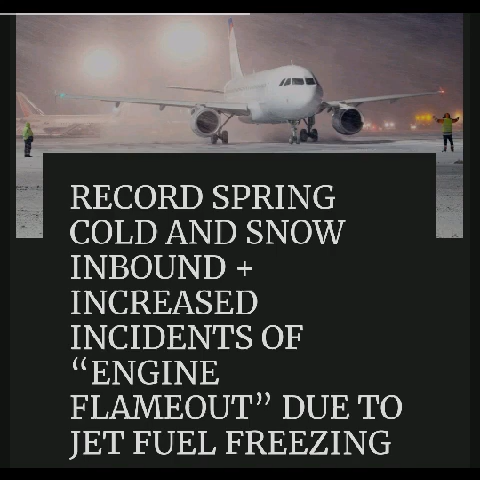 RECORD SPRING
COLD AND SNOW
INBOUND +
INCREASED
INCIDENTS OF
“ENGINE
FLAMEOUT” DUE TO
JET FUEL FREEZING